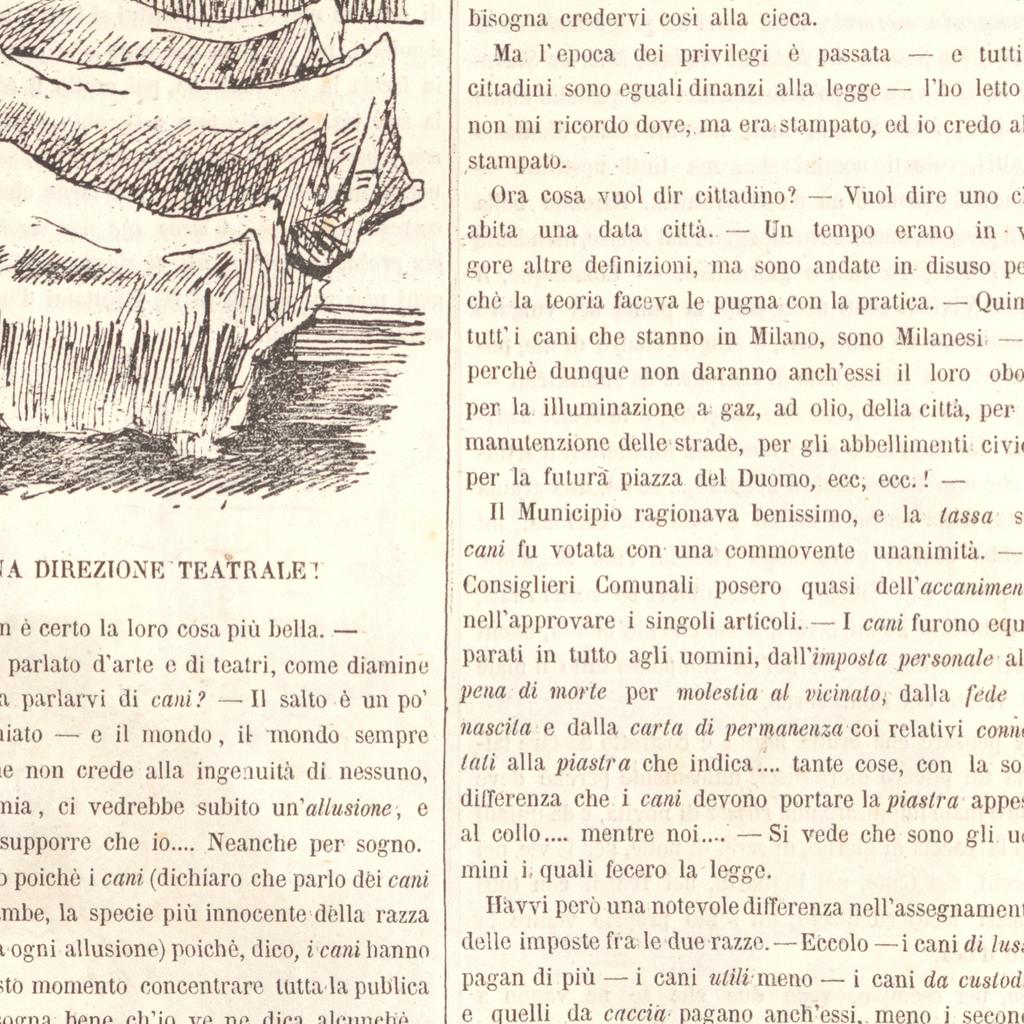 NA DIREZIONE TEATRALE!
n è certo la loro cosa più bella. —
parlato d'arte e di teatri, come diamine
a parlarvi di cani? — Il salto è un po'
iato — e il mondo, il mondo sempre
e non crede alla ingenuità di nessuno,
mia, ci vedrebbe subito un'allusione, e
supporre che io.... Neanche per sogno.
o poichè i cani (dichiaro che parlo dei cani
mbe, la specie più innocente della razza
a ogni allusione) poichè, dico, i cani hanno
sto momento concentrare tutta la publica
sogna bene ch'io ve ne dica alcunchè
bisogna credervi così alla cieca.
Ma l'epoca dei privilegi è passata — e tutti
cittadini sono eguali dinanzi alla legge — l'ho letto
non mi ricordo dove, ma era stampato, ed io credo al
stampato.
Ora cosa vuol dir cittadino? — Vuol dire uno c
abita una data città. — Un tempo erano in v
gore altre definizioni, ma sono andate in disuso pe
chè la teoria faceva le pugna con la pratica. — Quin
tutt'i cani che stanno in Milano, sono Milanesi —
perchè dunque non daranno anch'essi il loro obo
per la illuminazione a gaz, ad olio, della città, per
manutenzione delle strade, per gli abbellimenti civic
per la futura piazza del Duomo, ecc, ecc.! —
Il Municipio ragionava benissimo, e la tassa s
cani fu votata con una commovente unanimità. —
Consiglieri Comunali posero quasi dell'accanimen
nell'approvare i singoli articoli. — I cani furono equ
parati in tutto agli uomini, dall'imposta personale al
pena di morte per molestia al vicinato, dalla fede
nascita e dalla carta di permanenza coi relativi conno
tati alla piastra che indica.... tante cose, con la so
differenza che i cani devono portare la piastra appes
al collo.... mentre noi.... — Si vede che sono gli uo
mini i quali fecero la legge.
Havvi però una notevole differenza nell'assegnament
delle imposte fra le due razze. — Eccolo — i cani di luss
pagan di più — i cani utili meno — i cani da custod
e quelli da caccia pagano anch'essi, meno i second